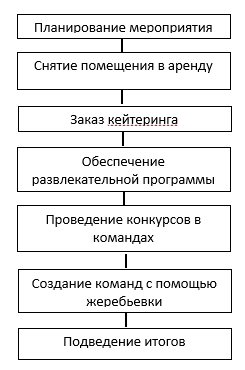 Планирование мероприятия
Снятие помещения в аренду
Заказ кейтеринга
Обеспечение
развлекательной программы
Проведение конкурсов в
командах
Создание команд с помощью
жеребьевки
Подведение итогов